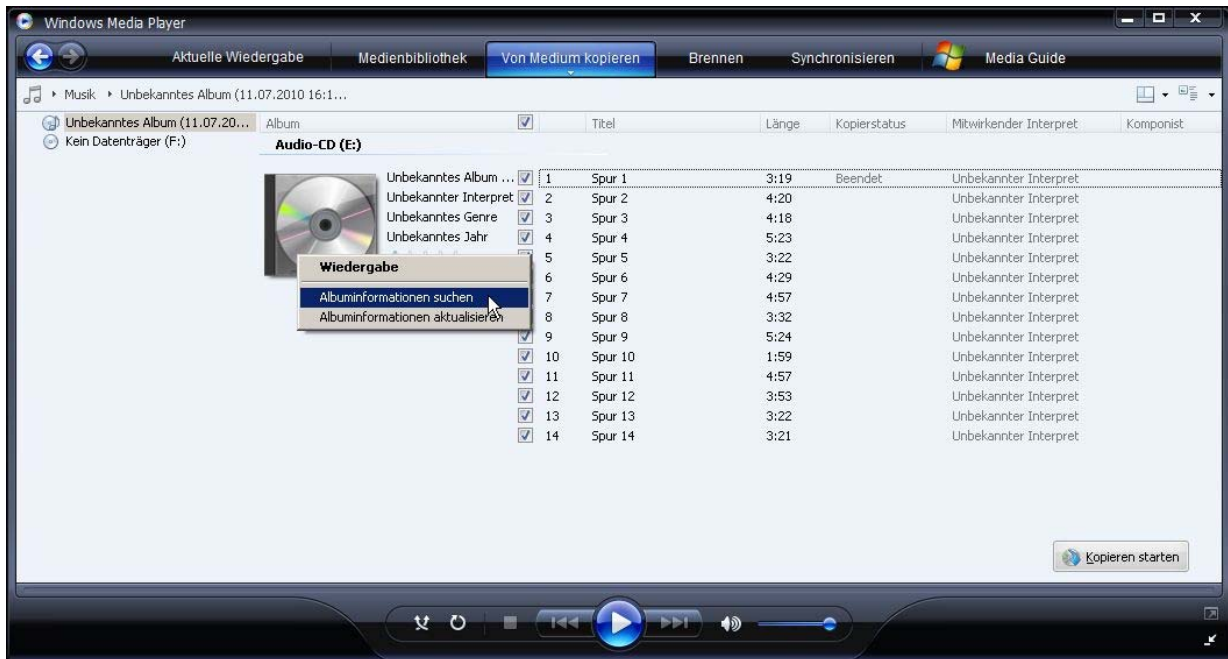 Windows Media Player
Aktuelle Wiedergabe Medienbibliothek Von Medium kopieren Brennen Synchronisieren Media Guide
Musik Unbekanntes Album (11.07.2010 16:1...
Unbekanntes Album (11.07.20...
Kein Datenträger (F:)
Album Titel Länge Kopierstatus Mitwirkender Interpret Komponist
Audio-CD (E:)
Unbekanntes Album ... 1 Spur 1 3:19 Beendet Unbekannter Interpret
Unbekannter Interpret 2 Spur 2 4:20 Unbekannter Interpret
Unbekanntes Genre 3 Spur 3 4:18 Unbekannter Interpret
Unbekanntes Jahr 4 Spur 4 5:23 Unbekannter Interpret
5 Spur 5 3:22 Unbekannter Interpret
6 Spur 6 4:29 Unbekannter Interpret
7 Spur 7 4:57 Unbekannter Interpret
8 Spur 8 3:32 Unbekannter Interpret
9 Spur 9 5:24 Unbekannter Interpret
10 Spur 10 1:59 Unbekannter Interpret
11 Spur 11 4:57 Unbekannter Interpret
12 Spur 12 3:53 Unbekannter Interpret
13 Spur 13 3:22 Unbekannter Interpret
14 Spur 14 3:21 Unbekannter Interpret
Wiedergabe
Albuminformationen suchen
Albuminformationen aktualisieren
Kopieren starten